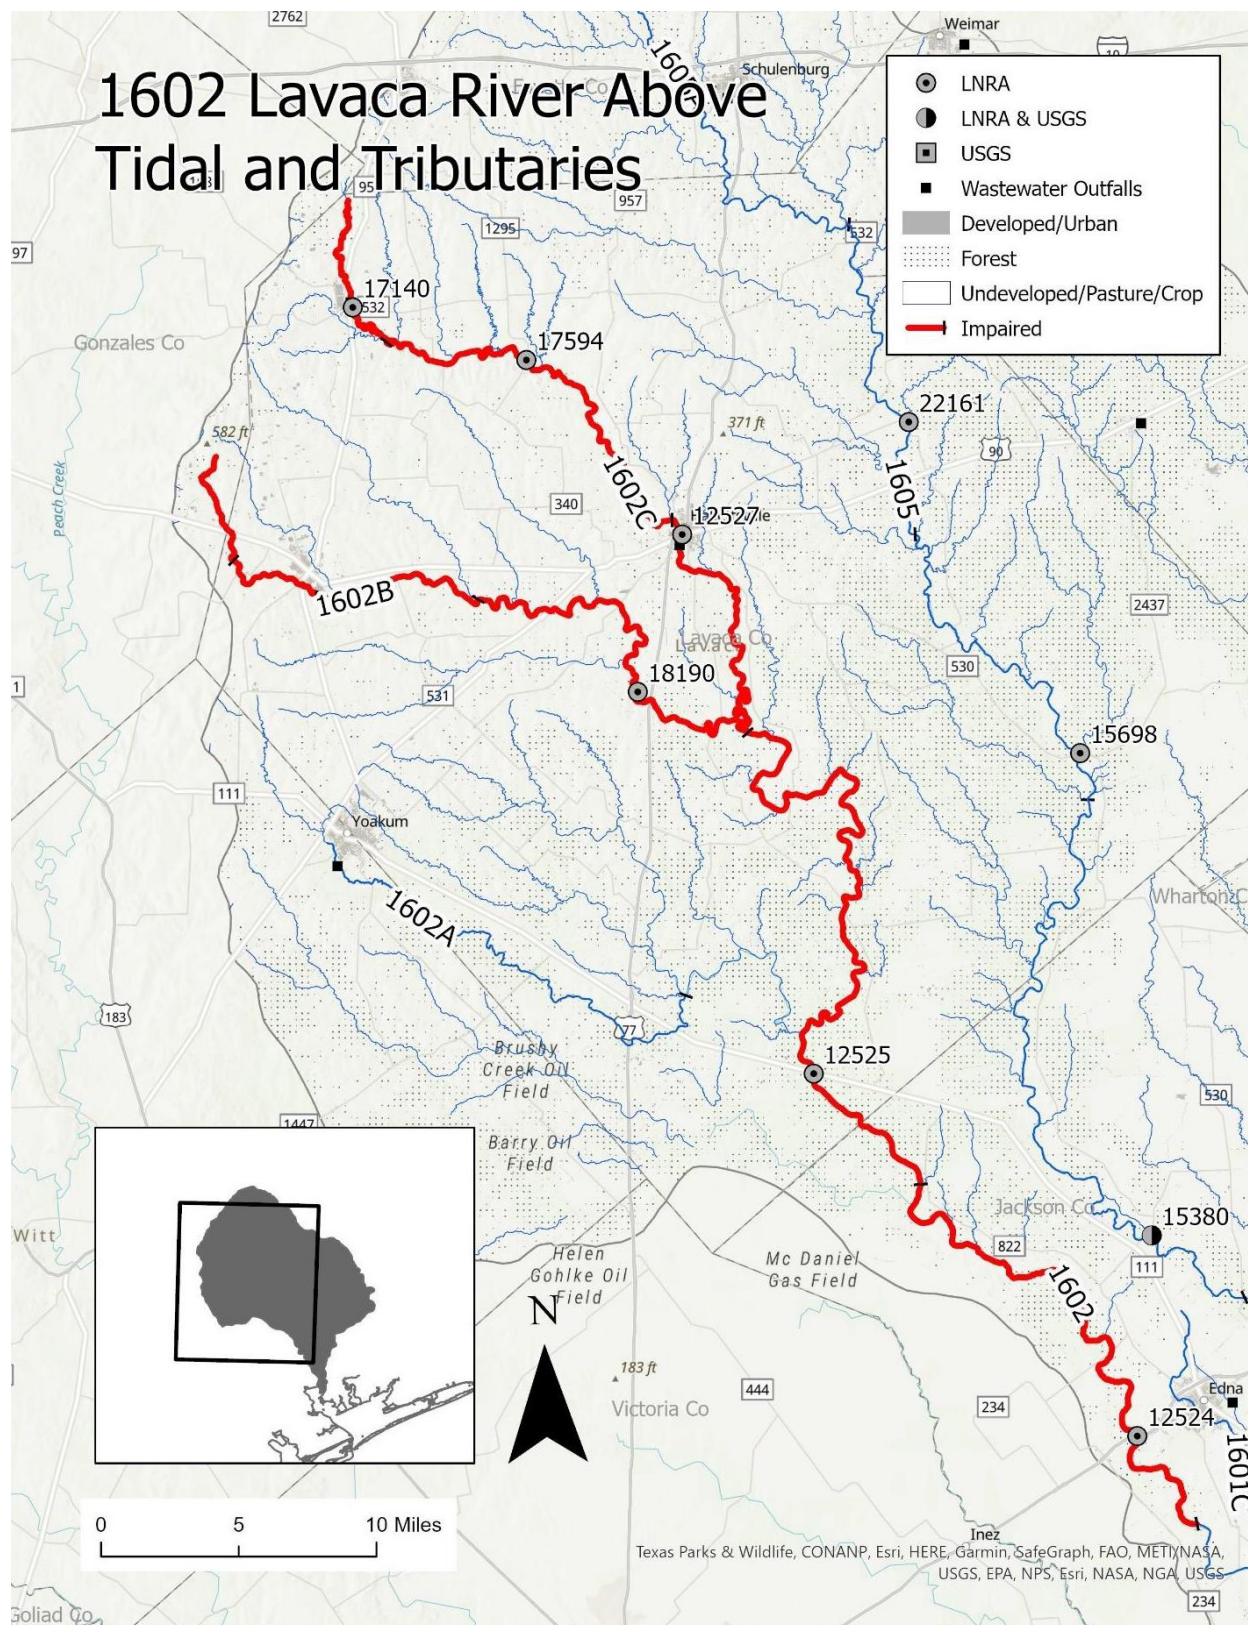 2762
Weimar
10
1605A
Schulenburg
1602 Lavaca River Above
Tidal and Tributaries
LNRA
LNRA & USGS
USGS
Wastewater Outfalls
Developed/Urban
Forest
Undeveloped/Pasture/Crop
Impaired
95
957
1295
532
97
17140
532
Gonzales Co
17594
582 ft
371 ft
22161
90
Peach Creek
1602C
1605
340
12527
1602B
2437
Lavaca Co
Lavaca
530
18190
531
1
15698
111
Yoakum
Wharton C
1602A
183
77
Brushy
Creek Oil
Field
12525
530
1447
Barry Oil
Field
Jackson Co
15380
Witt
822
111
Helen
Gohlke Oil
Field
Mc Daniel
Gas Field
1602
N
183 ft
Victoria Co
444
234
Edna
12524
1601C
0 5 10 Miles
Inez
Texas Parks & Wildlife, CONANP, Esri, HERE, Garmin, SafeGraph, FAO, METI/NASA,
USGS, EPA, NPS, Esri, NASA, NGA, USGS
234
Goliad Co